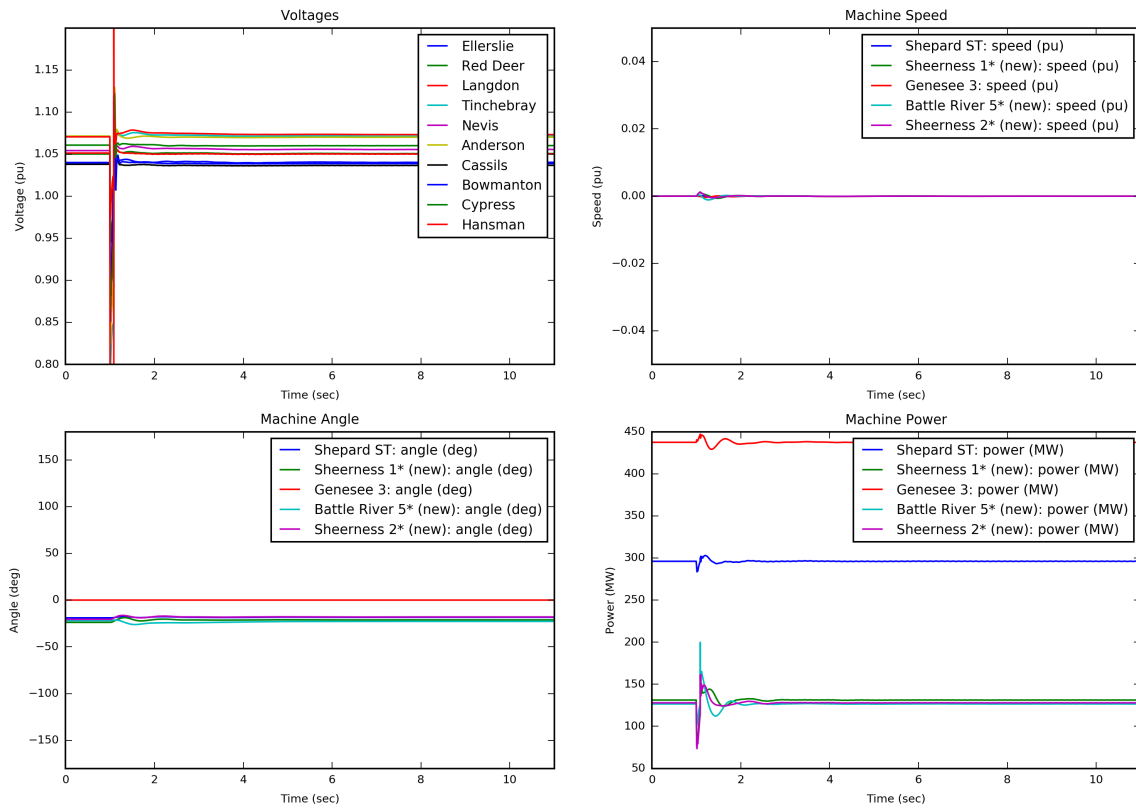 Voltages
1.15
1.10
1.05
1.00
0.95
0.90
0.85
0.80
Voltage (pu)
Ellerslie
Red Deer
Langdon
Tinchebray
Nevis
Anderson
Cassils
Bowmanton
Cypress
Hansman
0 2 4 6 8 10
Time (sec)
Machine Speed
0.04
0.02
0.00
−0.02
−0.04
Speed (pu)
Shepard ST: speed (pu)
Sheerness 1* (new): speed (pu)
Genesee 3: speed (pu)
Battle River 5* (new): speed (pu)
Sheerness 2* (new): speed (pu)
0 2 4 6 8 10
Time (sec)
Machine Angle
150
100
50
0
−50
−100
−150
Angle (deg)
Shepard ST: angle (deg)
Sheerness 1* (new): angle (deg)
Genesee 3: angle (deg)
Battle River 5* (new): angle (deg)
Sheerness 2* (new): angle (deg)
0 2 4 6 8 10
Time (sec)
Machine Power
450
400
350
300
250
200
150
100
50
Power (MW)
Shepard ST: power (MW)
Sheerness 1* (new): power (MW)
Genesee 3: power (MW)
Battle River 5* (new): power (MW)
Sheerness 2* (new): power (MW)
0 2 4 6 8 10
Time (sec)